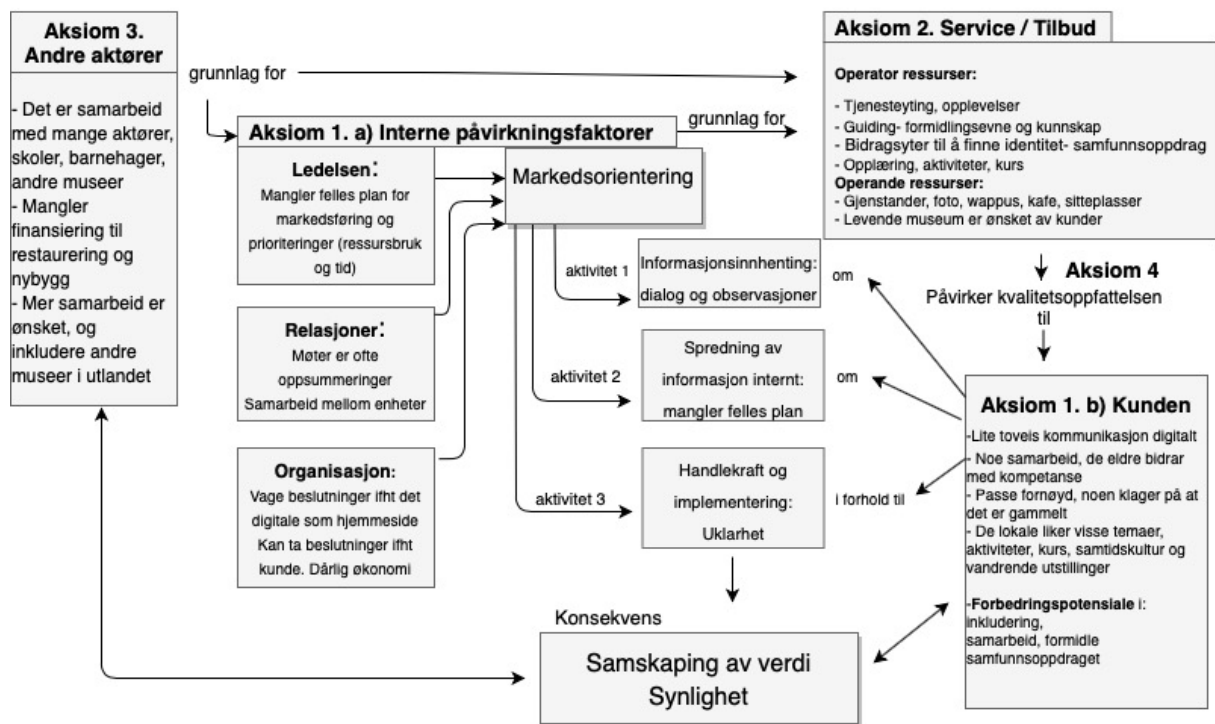 Aksiom 3.
Andre aktører
- Det er samarbeid
med mange aktører,
skoler, barnehager,
andre museer
- Mangler
finansiering til
restaurering og
nybygg
- Mer samarbeid er
ønsket, og
inkludere andre
museer i utlandet
grunnlag for
Aksiom 1. a) Interne påvirkningsfaktorer
grunnlag for
Ledelsen:
Mangler felles plan for
markedsføring og
prioriteringer (ressursbruk
og tid)
Relasjoner:
Møter er ofte
oppsummeringer
Samarbeid mellom enheter
Organisasjon:
Vage beslutninger ifht det
digitale som hjemmeside
Kan ta beslutninger ifht
kunde. Dårlig økonomi
Markedsorientering
aktivitet 1
Informasjonsinnhenting:
dialog og observasjoner
om
aktivitet 2
Spredning av
informasjon internt:
mangler felles plan
om
aktivitet 3
Handlekraft og
implementering:
Uklarhet
i forhold til
Konsekvens
Samskaping av verdi
Synlighet
Aksiom 2. Service / Tilbud
Operator ressurser:
- Tjenesteyting, opplevelser
- Guiding- formidlingsevne og kunnskap
- Bidragsyter til å finne identitet- samfunnsoppdrag
- Opplæring, aktiviteter, kurs
Operande ressurser:
- Gjenstander, foto, wappus, kafe, sitteplasser
- Levende museum er ønsket av kunder
Aksiom 4
Påvirker kvalitetsoppfattelsen
til
Aksiom 1. b) Kunden
-Lite toveis kommunikasjon digitalt
- Noe samarbeid, de eldre bidrar
med kompetanse
- Passe fornøyd, noen klager på at
det er gammelt
- De lokale liker visse temaer,
aktiviteter, kurs, samtidskultur og
vandrende utstillinger
-Forbedringspotensiale i:
inkludering,
samarbeid, formidle
samfunnsoppdraget